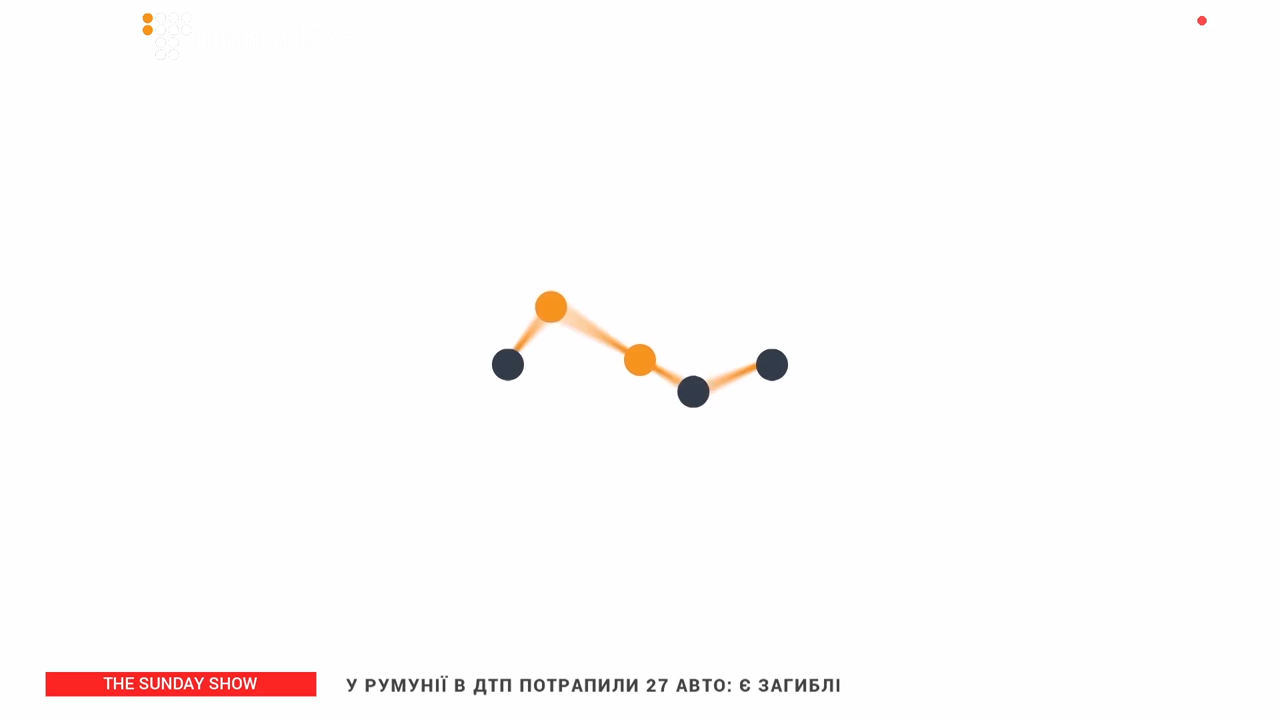 THE SUNDAY SHOW
У РУМУНІЇ В ДТП ПОТРАПИЛИ 27 АВТО: Є ЗАГИБЛІ